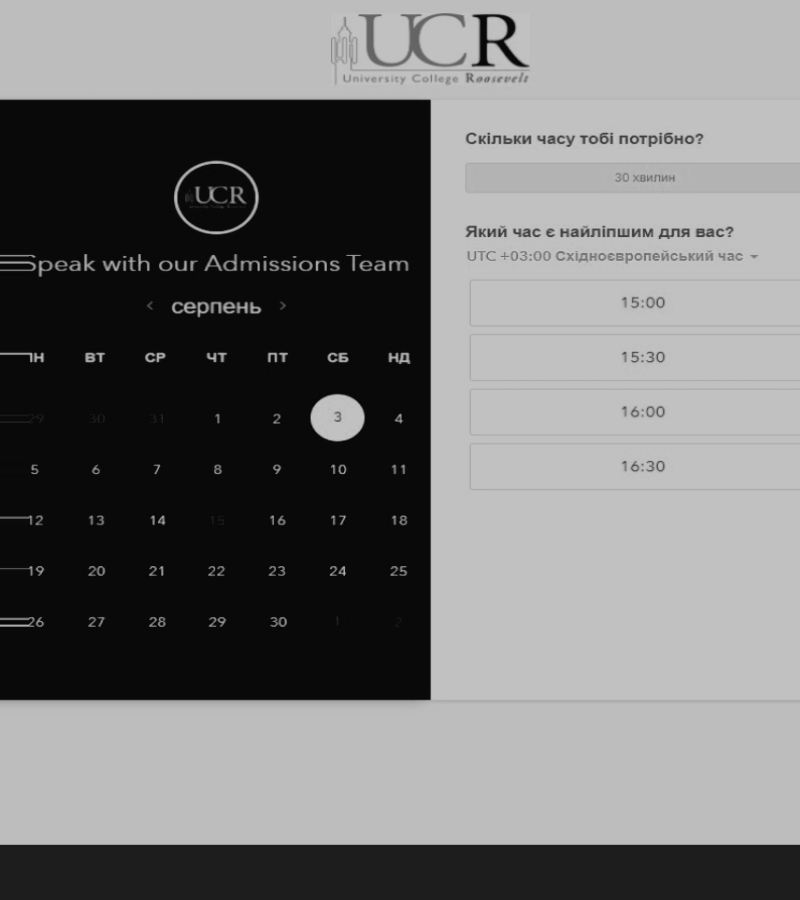 UCR
University College Roosevelt
UCR
Speak with our Admissions Team
< серпень >
ПН ВТ СР ЧТ ПТ СБ НД
29 30 31 1 2 3 4
5 6 7 8 9 10 11
12 13 14 15 16 17 18
19 20 21 22 23 24 25
26 27 28 29 30 1 2
Скільки часу тобі потрібно?
30 хвилин
Який час є найліпшим для вас?
UTC +03:00 Східноєвропейський час
15:00
15:30
16:00
16:30